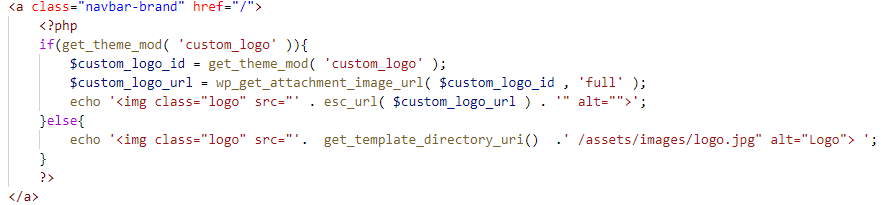 <a class="navbar-brand" href="/">
    <?php
    if(get_theme_mod( 'custom_logo' )){
        $custom_logo_id = get_theme_mod( 'custom_logo' );
        $custom_logo_url = wp_get_attachment_image_url( $custom_logo_id , 'full' );
        echo '<img class="logo" src="' . esc_url( $custom_logo_url ) . '" alt="">';
    }else{
        echo '<img class="logo" src="'.  get_template_directory_uri()  .' /assets/images/logo.jpg" alt="Logo"> ';
    }
    ?>
</a>